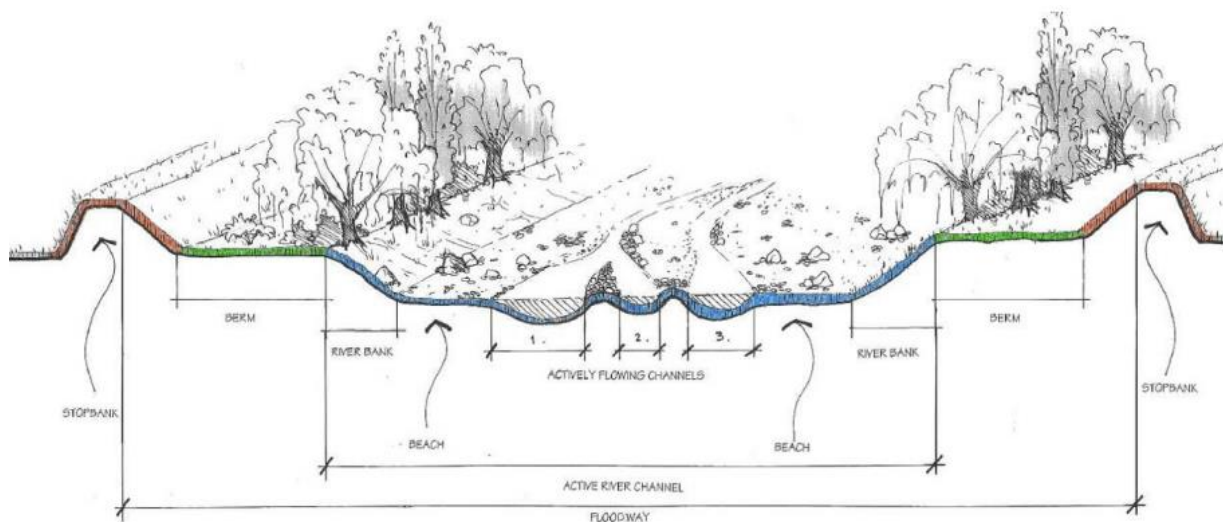 BERM
RIVER BANK
1.
2.
3.
RIVER BANK
BERM
ACTIVELY FLOWING CHANNELS
STOPBANK
STOPBANK
BEACH
BEACH
ACTIVE RIVER CHANNEL
FLOODWAY